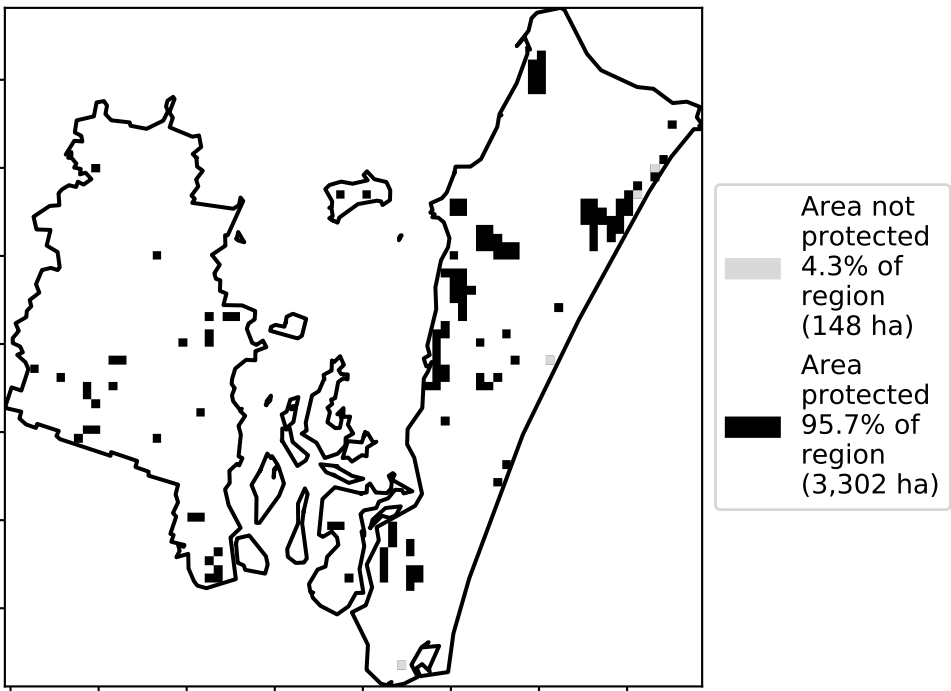 Area not
protected
4.3% of
region
(148 ha)
Area
protected
95.7% of
region
(3,302 ha)